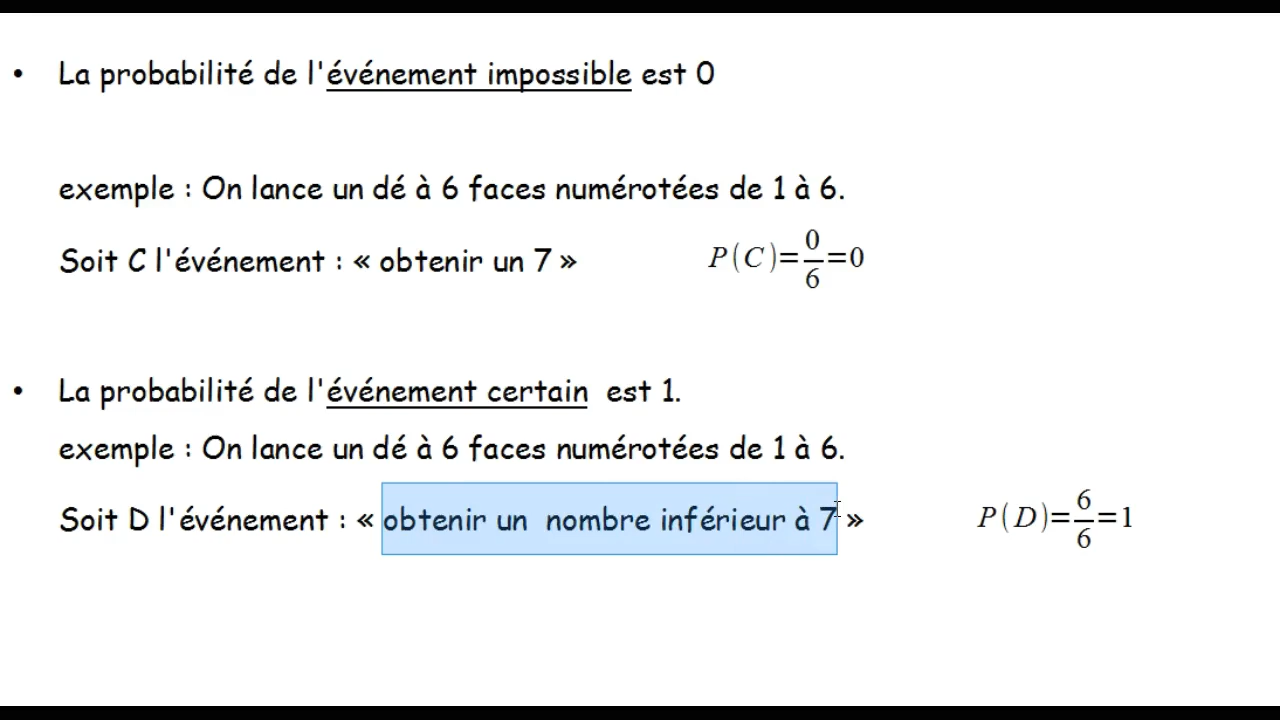 • La probabilité de l'événement impossible est 0
exemple : On lance un dé à 6 faces numérotées de 1 à 6.
Soit C l'événement : « obtenir un 7 » P(C)=0/6=0
• La probabilité de l'événement certain est 1.
exemple : On lance un dé à 6 faces numérotées de 1 à 6.
Soit D l'événement : « obtenir un nombre inférieur à 7 » P(D)=6/6=1